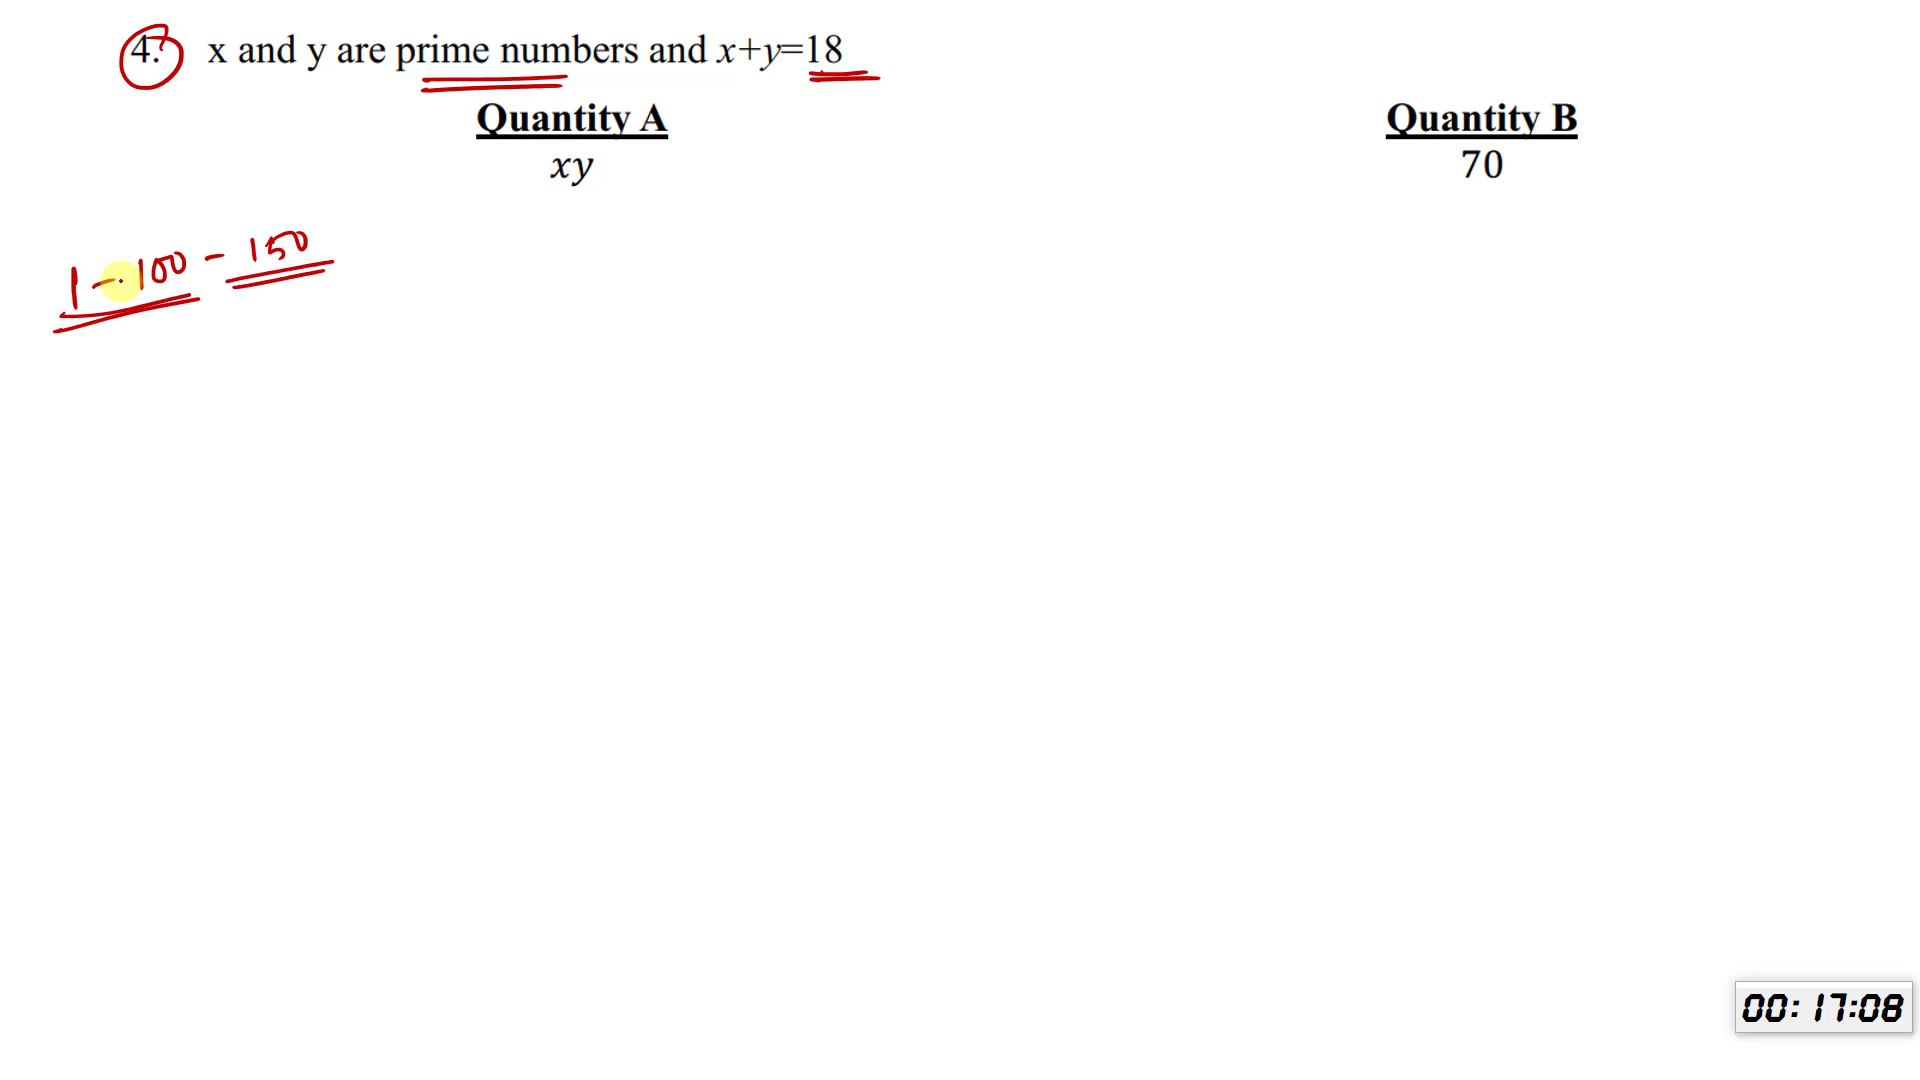 4. x and y are prime numbers and x+y=18
Quantity A Quantity B
xy 70
1 - 100 - 150
00:17:08